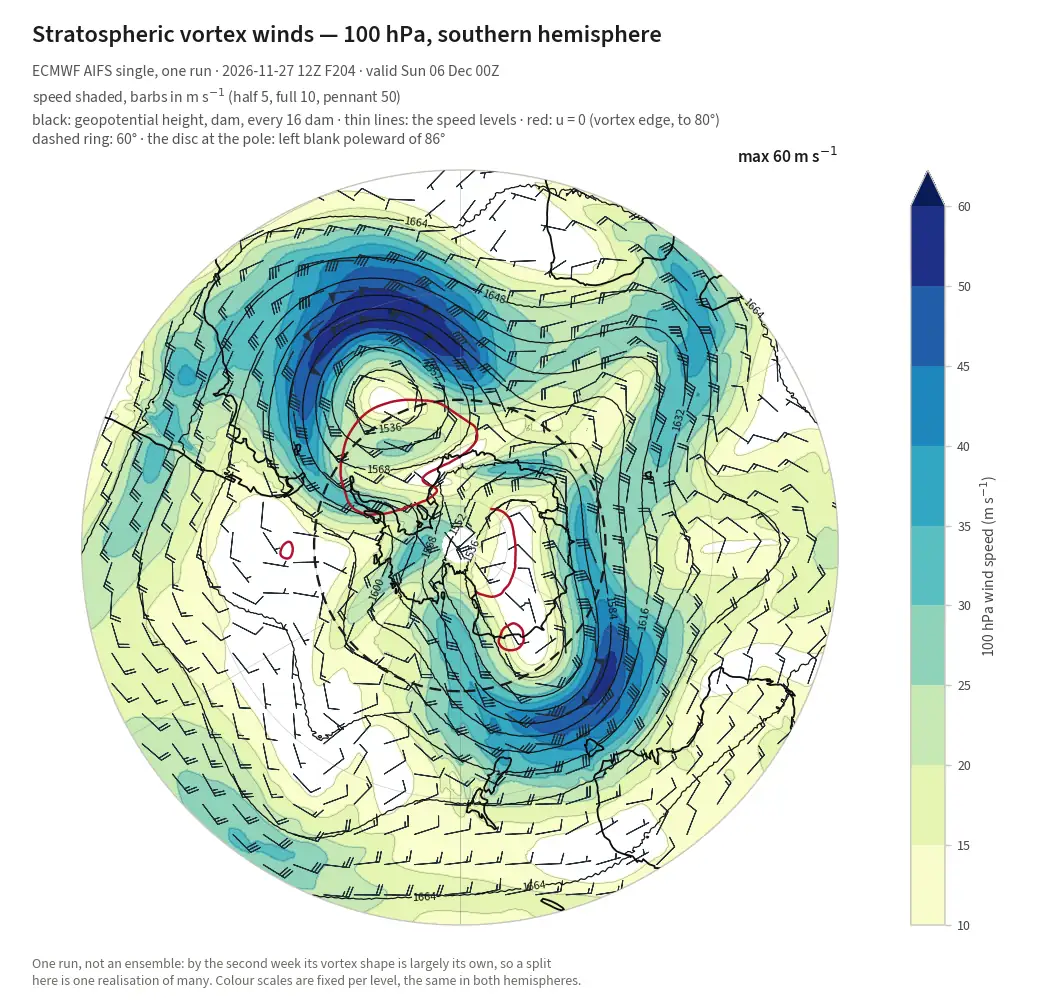 Stratospheric vortex winds — 100 hPa, southern hemisphere
ECMWF AIFS single, one run · 2026-11-27 12Z F204 · valid Sun 06 Dec 00Z
speed shaded, barbs in m s⁻¹ (half 5, full 10, pennant 50)
black: geopotential height, dam, every 16 dam · thin lines: the speed levels · red: u = 0 (vortex edge, to 80°)
dashed ring: 60° · the disc at the pole: left blank poleward of 86°
max 60 m s⁻¹
1664
1648
1664
1536
1632
1568
1600
1584
1616
1664
1664
60
50
45
40
35
30
25
20
15
10
100 hPa wind speed (m s⁻¹)
One run, not an ensemble: by the second week its vortex shape is largely its own, so a split
here is one realisation of many. Colour scales are fixed per level, the same in both hemispheres.